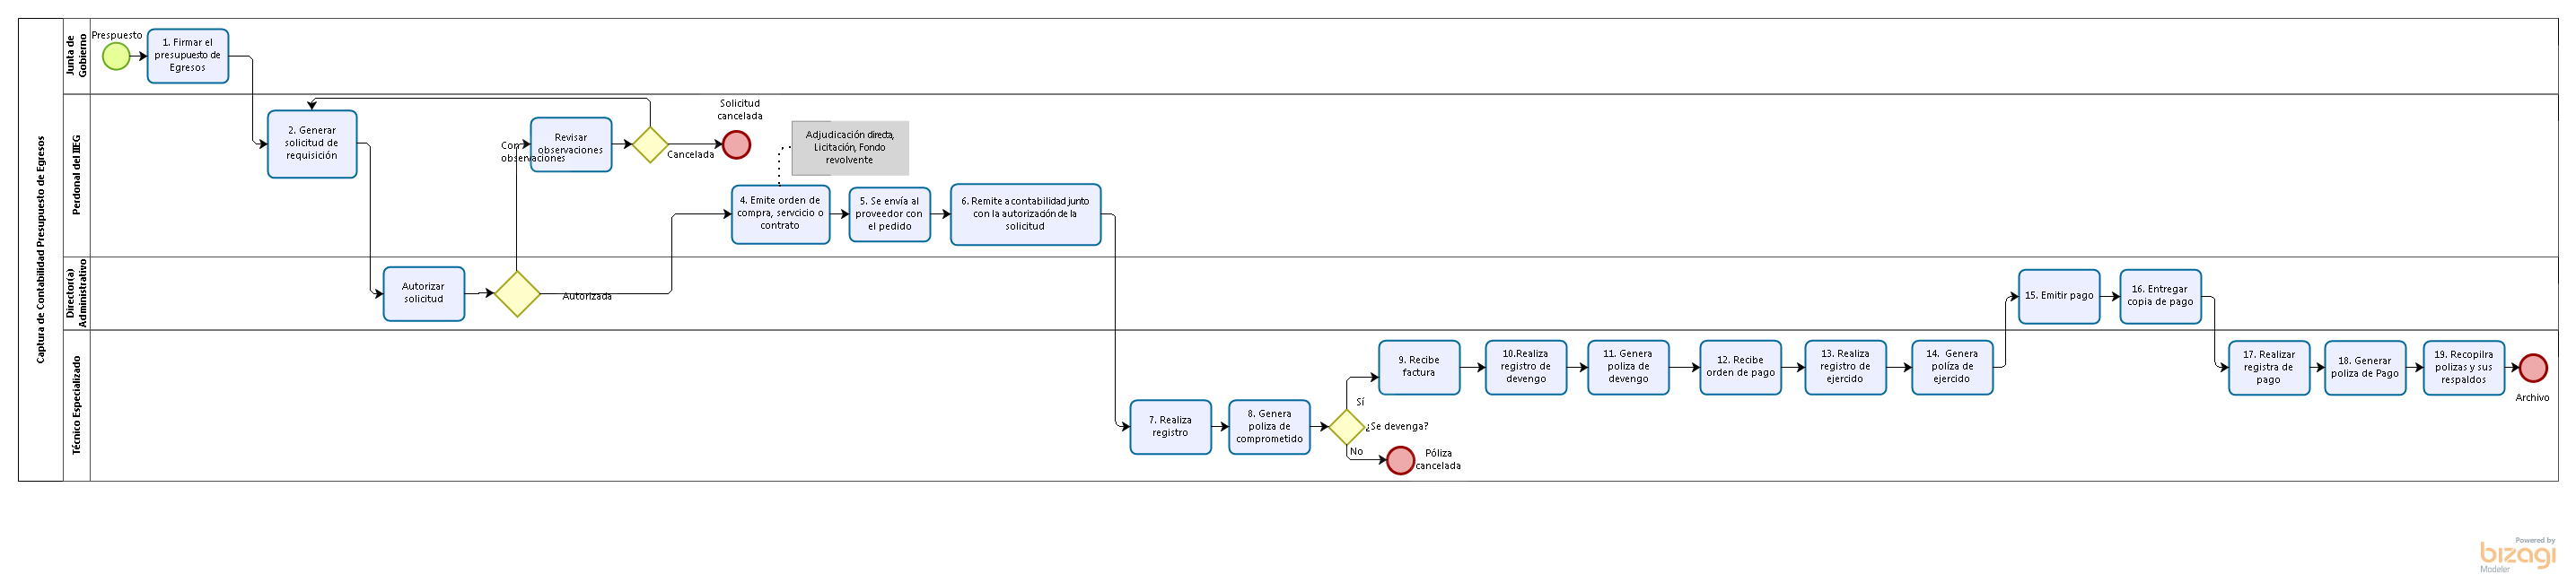 Captura de Contabilidad Presupuesto de Egresos
Junta de
Gobierno
Prespuesto
1. Firmar el
presupuesto de
Egresos
Perdonal del IIEG
2. Generar
solicitud de
requisición
Con
observaciones
Revisar
observaciones
Cancelada
Solicitud
cancelada
Adjudicación directa,
Licitación, Fondo
revolvente
4. Emite orden de
compra, servcicio o
contrato
5. Se envía al
proveedor con
el pedido
6. Remite a contabilidad junto
con la autorización de la
solicitud
Director(a)
Administrativo
Autorizar
solicitud
Autorizada
15. Emitir pago
16. Entregar
copia de pago
Técnico Especializado
7. Realiza
registro
8. Genera
poliza de
comprometido
¿Se devenga?
Sí
No
Póliza
cancelada
9. Recibe
factura
10.Realiza
registro de
devengo
11. Genera
poliza de
devengo
12. Recibe
orden de pago
13. Realiza
registro de
ejercido
14. Genera
políza de
ejercido
17. Realizar
registra de
pago
18. Generar
poliza de Pago
19. Recopilra
polizas y sus
respaldos
Archivo
Powered by
bizagi
Modeler